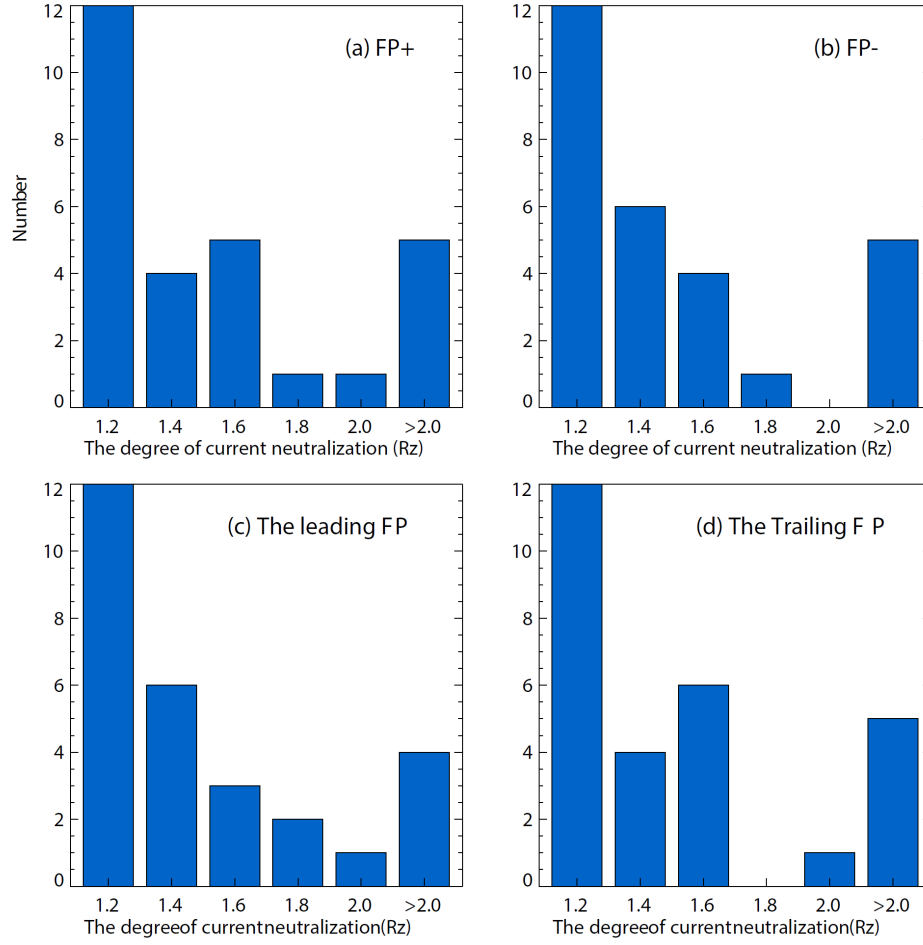 (a) FP+
Number
12
10
8
6
4
2
0
1.2 1.4 1.6 1.8 2.0 >2.0
The degree of current neutralization (Rz)
(b) FP-
12
10
8
6
4
2
0
1.2 1.4 1.6 1.8 2.0 >2.0
The degree of current neutralization (Rz)
(c) The leading FP
12
10
8
6
4
2
0
1.2 1.4 1.6 1.8 2.0 >2.0
The degreeof currentneutralization(Rz)
(d) The Trailing F P
12
10
8
6
4
2
0
1.2 1.4 1.6 1.8 2.0 >2.0
The degreeof currentneutralization(Rz)